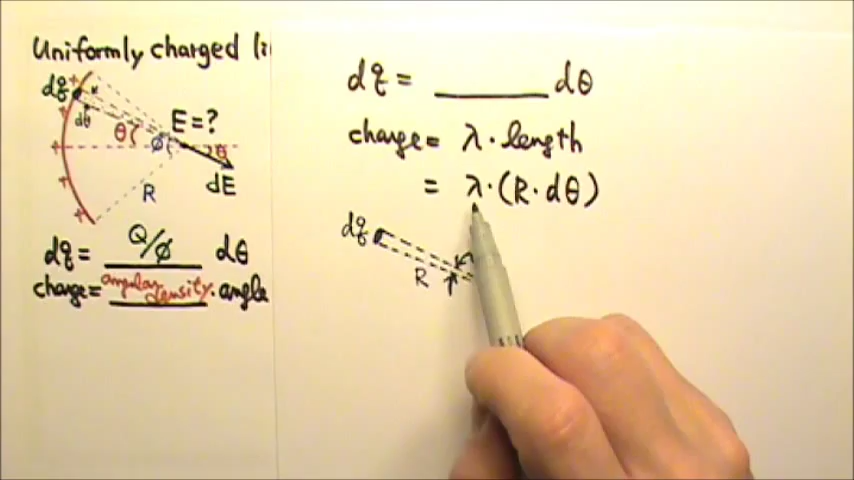 Uniformly charged li
dq
dθ
θ
E = ?
Φ
θ
dE
R
dq = Q/Φ dθ
charge = angular density · angle
dq = ______ dθ
charge = λ · length
= λ · (R · dθ)
dq
R